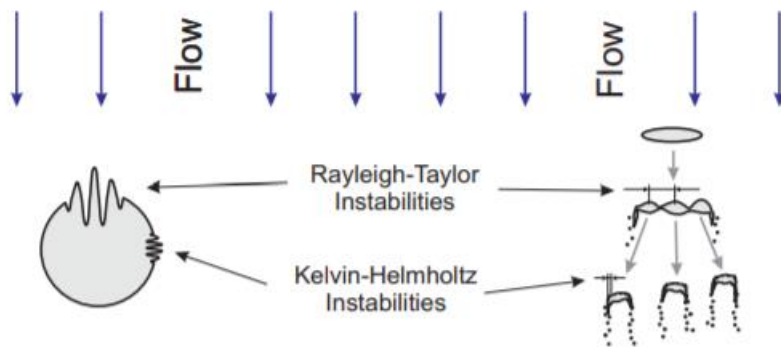 Flow
Flow
Rayleigh-Taylor
Instabilities
Kelvin-Helmholtz
Instabilities